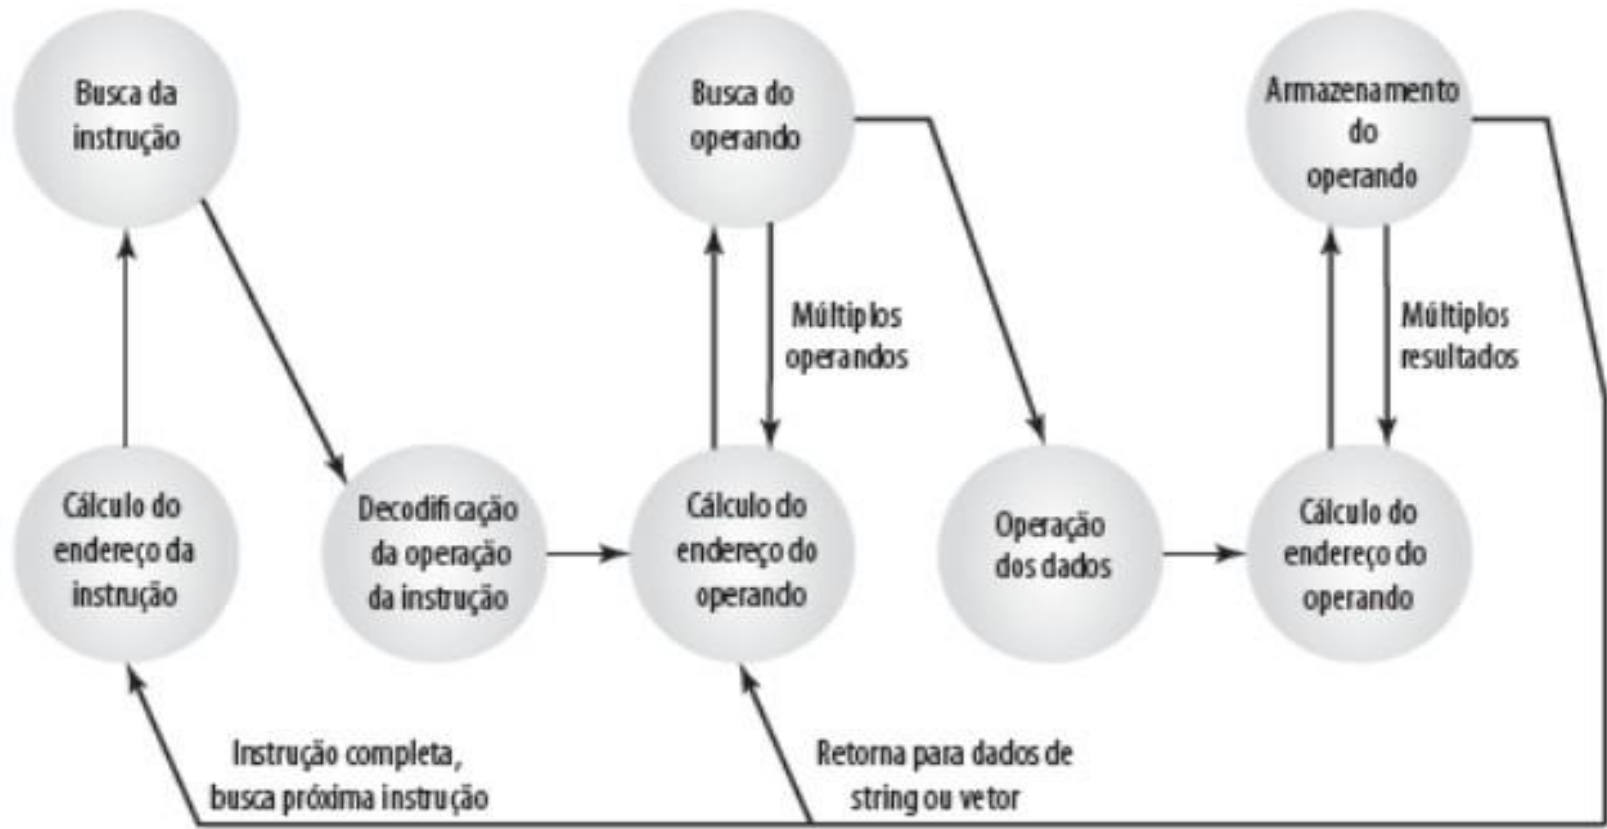 Busca da
instrução
Busca do
operando
Armazenamento
do
operando
Múltiplos
operandos
Múltiplos
resultados
Cálculo do
endereço da
instrução
Decodificação
da operação
da instrução
Cálculo do
endereço do
operando
Operação
dos dados
Cálculo do
endereço do
operando
Instrução completa,
busca próxima instrução
Retorna para dados de
string ou vetor